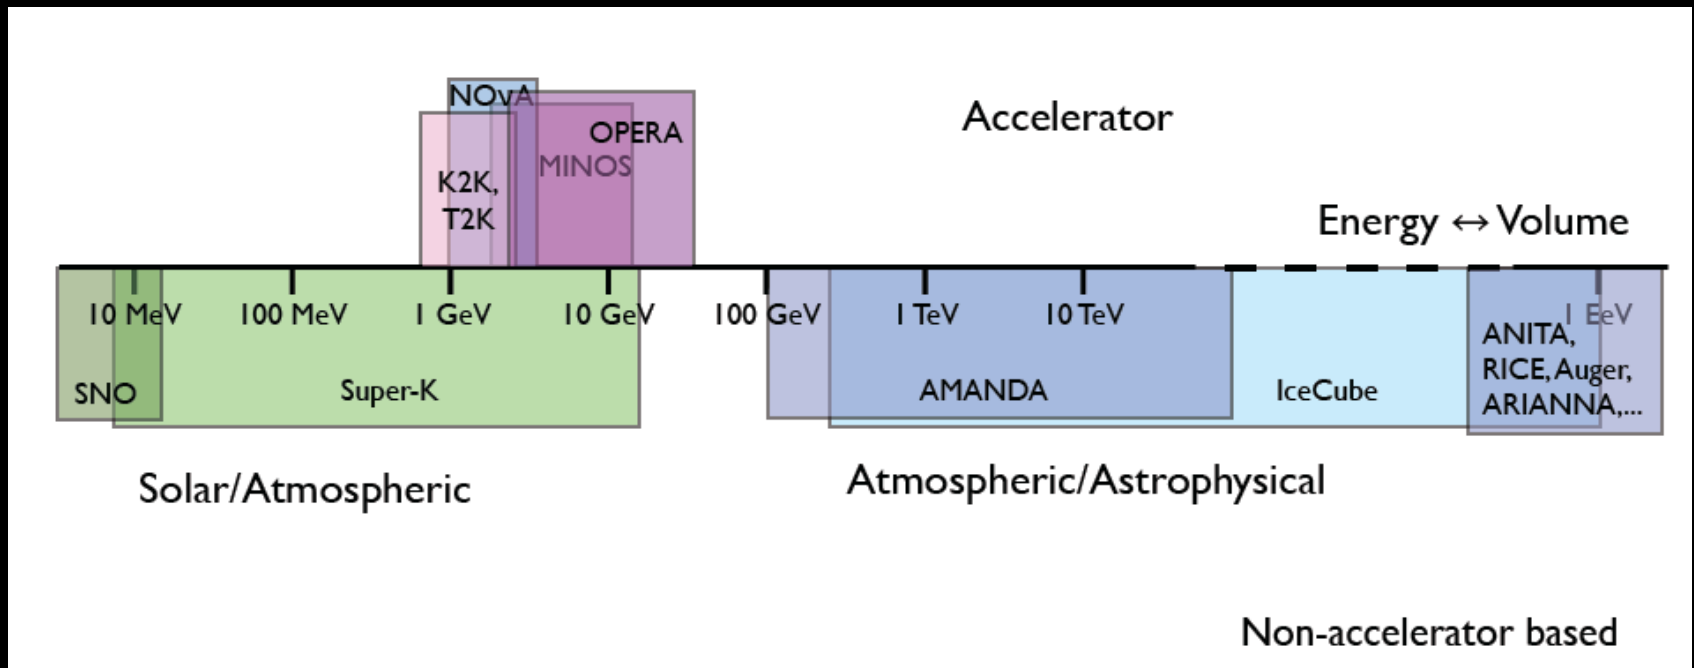 NOνA
Accelerator
OPERA
MINOS
K2K,
T2K
Energy ↔ Volume
10 MeV 100 MeV 1 GeV 10 GeV 100 GeV 1 TeV 10 TeV 1 EeV
ANITA,
RICE, Auger,
ARIANNA,...
SNO Super-K AMANDA IceCube
Solar/Atmospheric Atmospheric/Astrophysical
Non-accelerator based